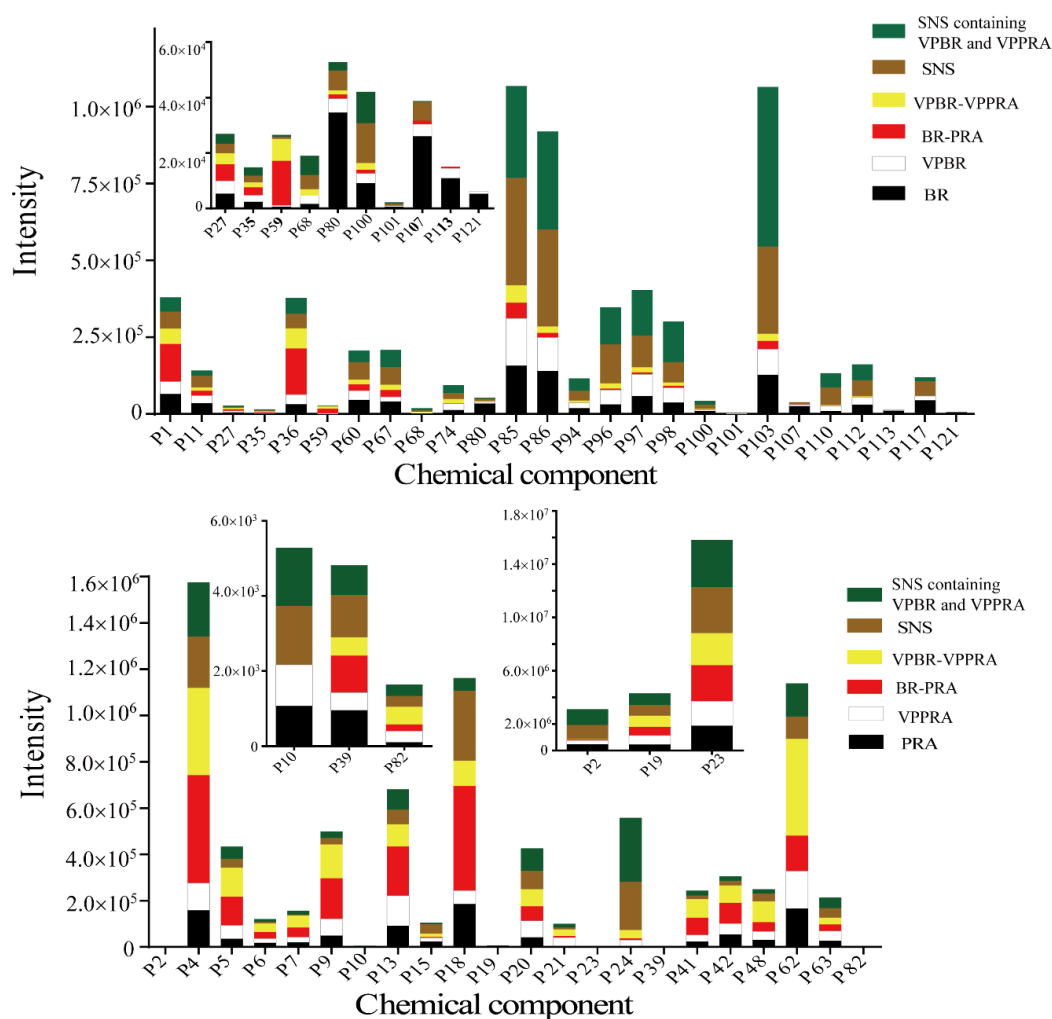 Intensity
1.0×10⁶
7.5×10⁵
5.0×10⁵
2.5×10⁵
0
6.0×10⁴
4.0×10⁴
2.0×10⁴
0
P27
P35
P59
P68
P80
P100
P101
P107
P113
P121
SNS containing
VPBR and VPPRA
SNS
VPBR-VPPRA
BR-PRA
VPBR
BR
P1
P11
P27
P35
P36
P59
P60
P67
P68
P74
P80
P85
P86
P94
P96
P97
P98
P100
P101
P103
P107
P110
P112
P113
P117
P121
Chemical component
Intensity
1.6×10⁶
1.4×10⁶
1.2×10⁶
1.0×10⁶
8.0×10⁵
6.0×10⁵
4.0×10⁵
2.0×10⁵
0
6.0×10³
4.0×10³
2.0×10³
0
P10
P39
P82
1.8×10⁷
1.4×10⁷
1.0×10⁷
6.0×10⁶
2.0×10⁶
0
P2
P19
P23
SNS containing
VPBR and VPPRA
SNS
VPBR-VPPRA
BR-PRA
VPPRA
PRA
P2
P4
P5
P6
P7
P9
P10
P13
P15
P18
P19
P20
P21
P23
P24
P39
P41
P42
P48
P62
P63
P82
Chemical component